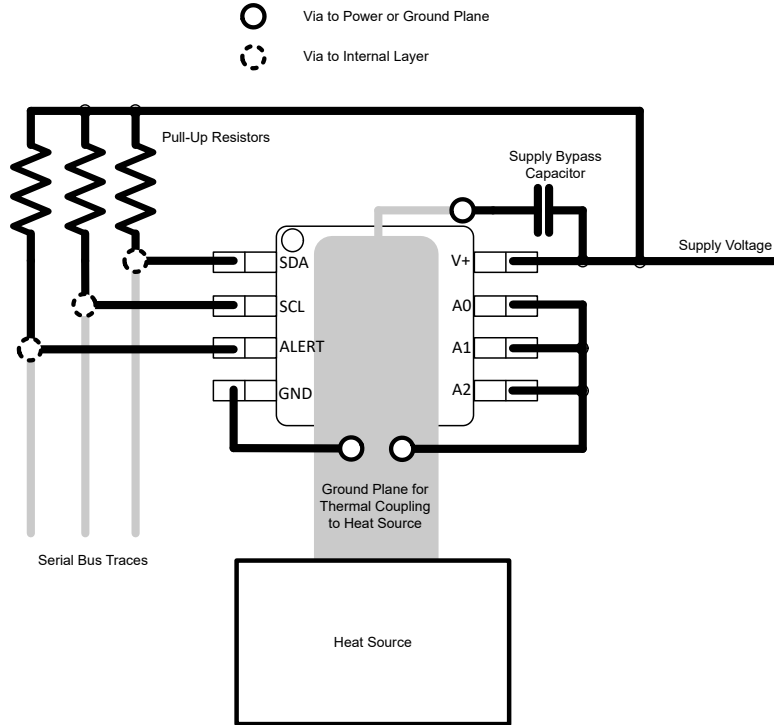 Via to Power or Ground Plane
Via to Internal Layer
Pull-Up Resistors
Supply Bypass
Capacitor
Supply Voltage
SDA
SCL
ALERT
GND
V+
A0
A1
A2
Ground Plane for
Thermal Coupling
to Heat Source
Serial Bus Traces
Heat Source